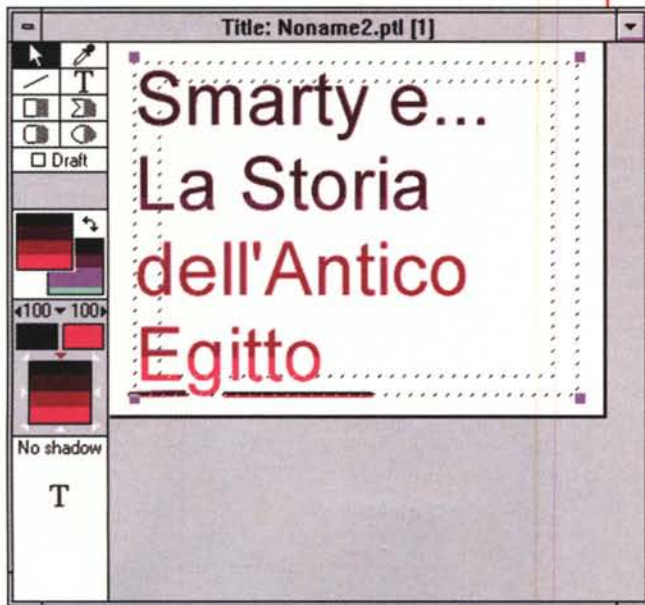 Title: Noname2.ptl [1]
T
Draft
100 100
No shadow
T
Smarty e...
La Storia
dell'Antico
Egitto